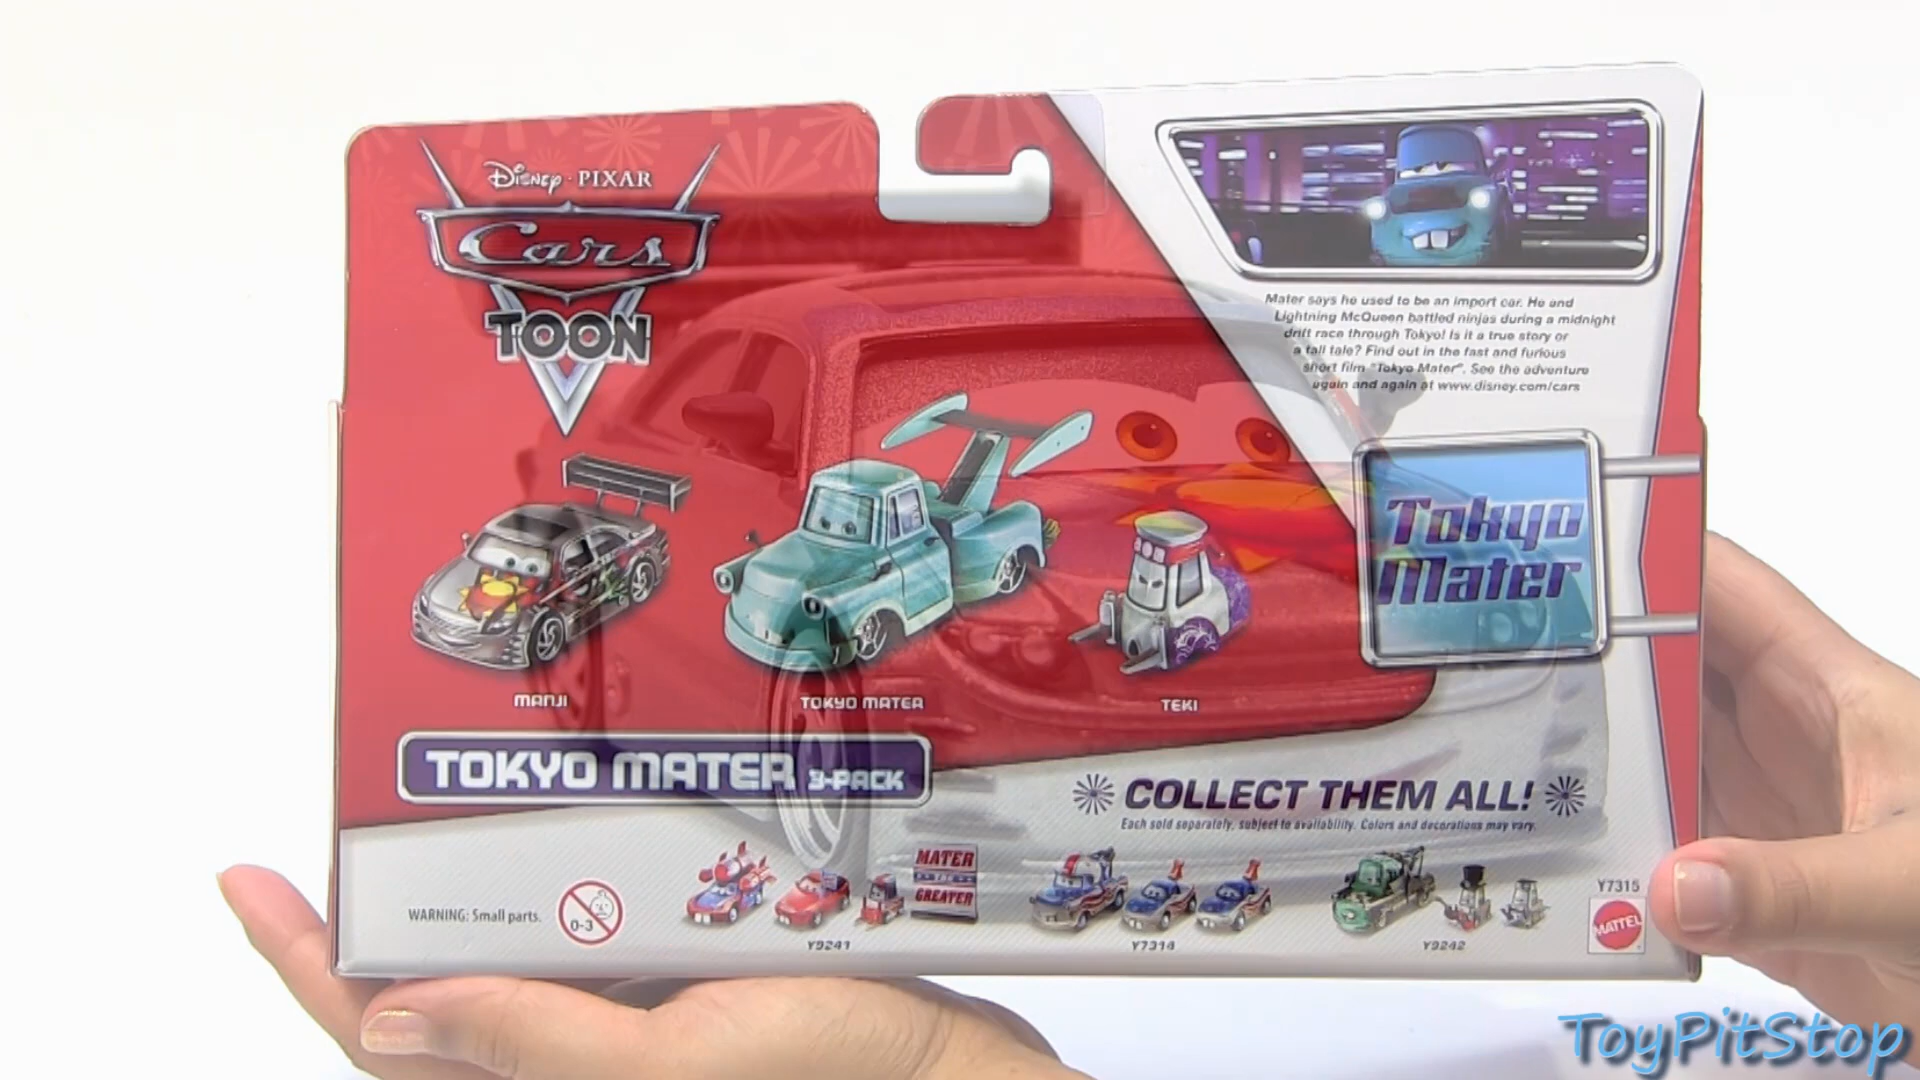 Disney · PIXAR
Cars
TOON
Mater says he used to be an import car. He and
Lightning McQueen battled ninjas during a midnight
drift race through Tokyo! Is it a true story or
a tall tale? Find out in the fast and furious
short film "Tokyo Mater". See the adventure
again and again at www.disney.com/cars
Tokyo
Mater
MANJI
TOKYO MATER
TEKI
TOKYO MATER 3-PACK
COLLECT THEM ALL!
Each sold separately, subject to availability. Colors and decorations may vary.
WARNING: Small parts.
0-3
MATER
THE
GREATER
Y9241
Y7314
Y9242
Y7315
MATTEL
ToyPitStop